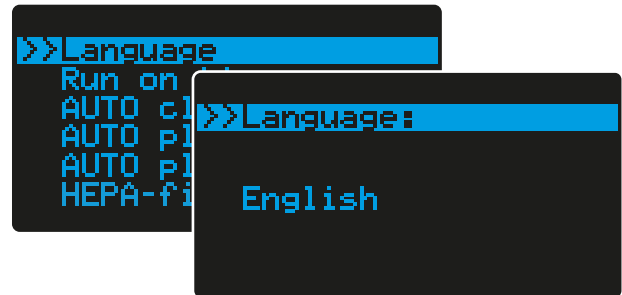 >>Language
Run on
AUTO cl
AUTO pl
AUTO pl
HEPA-fi
>>Language:
English